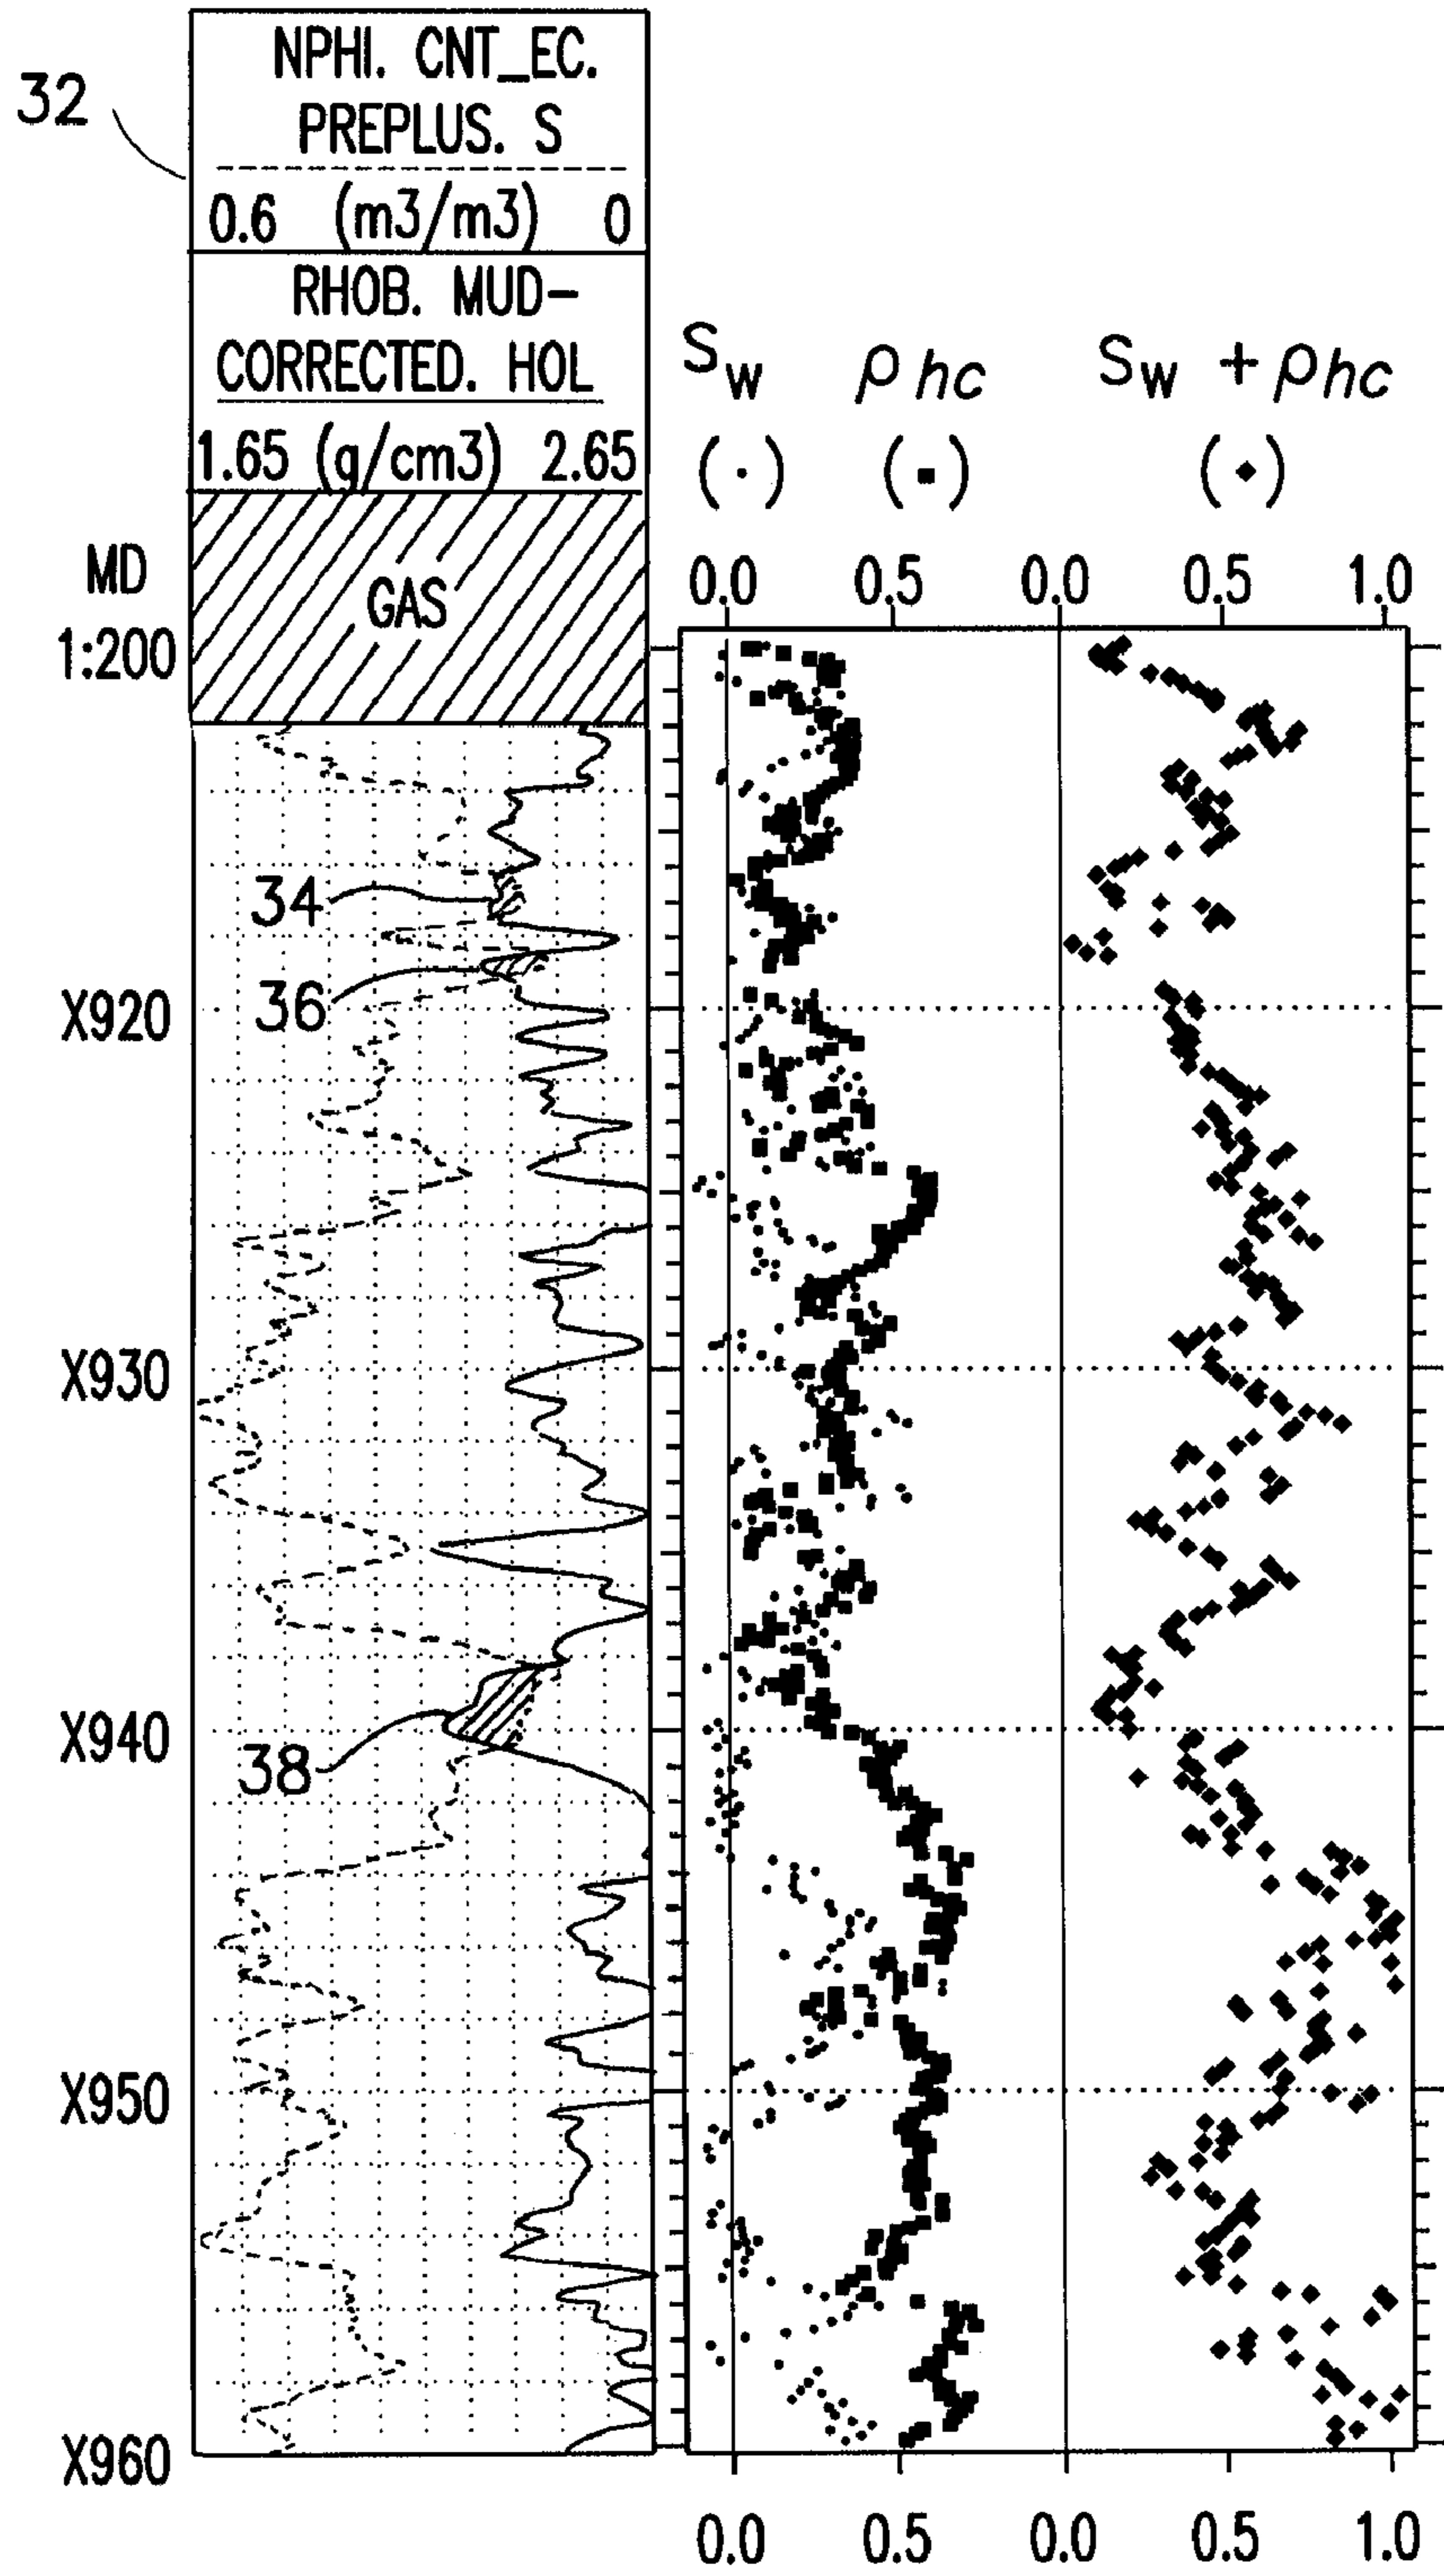 32
NPHI. CNT_EC.
PREPLUS. S
0.6 (m3/m3) 0
RHOB. MUD-
CORRECTED. HOL
1.65 (g/cm3) 2.65
Sw ρhc Sw + ρhc
(·) (▪) (◆)
MD
1:200
GAS
0.0 0.5 0.0 0.5 1.0
34
36
X920
X930
X940
38
X950
X960
0.0 0.5 0.0 0.5 1.0